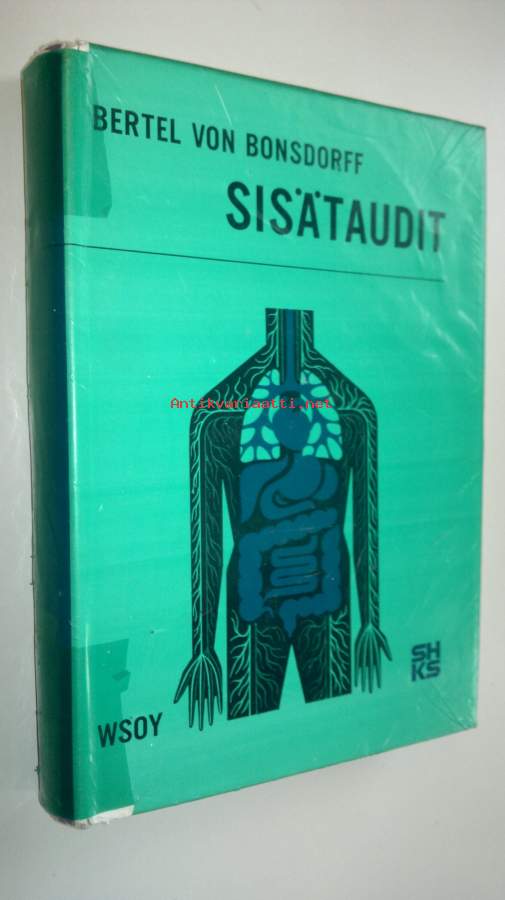 BERTEL VON BONSDORFF
SISÄTAUDIT
Antikvariaatti.net
SH
KS
WSOY